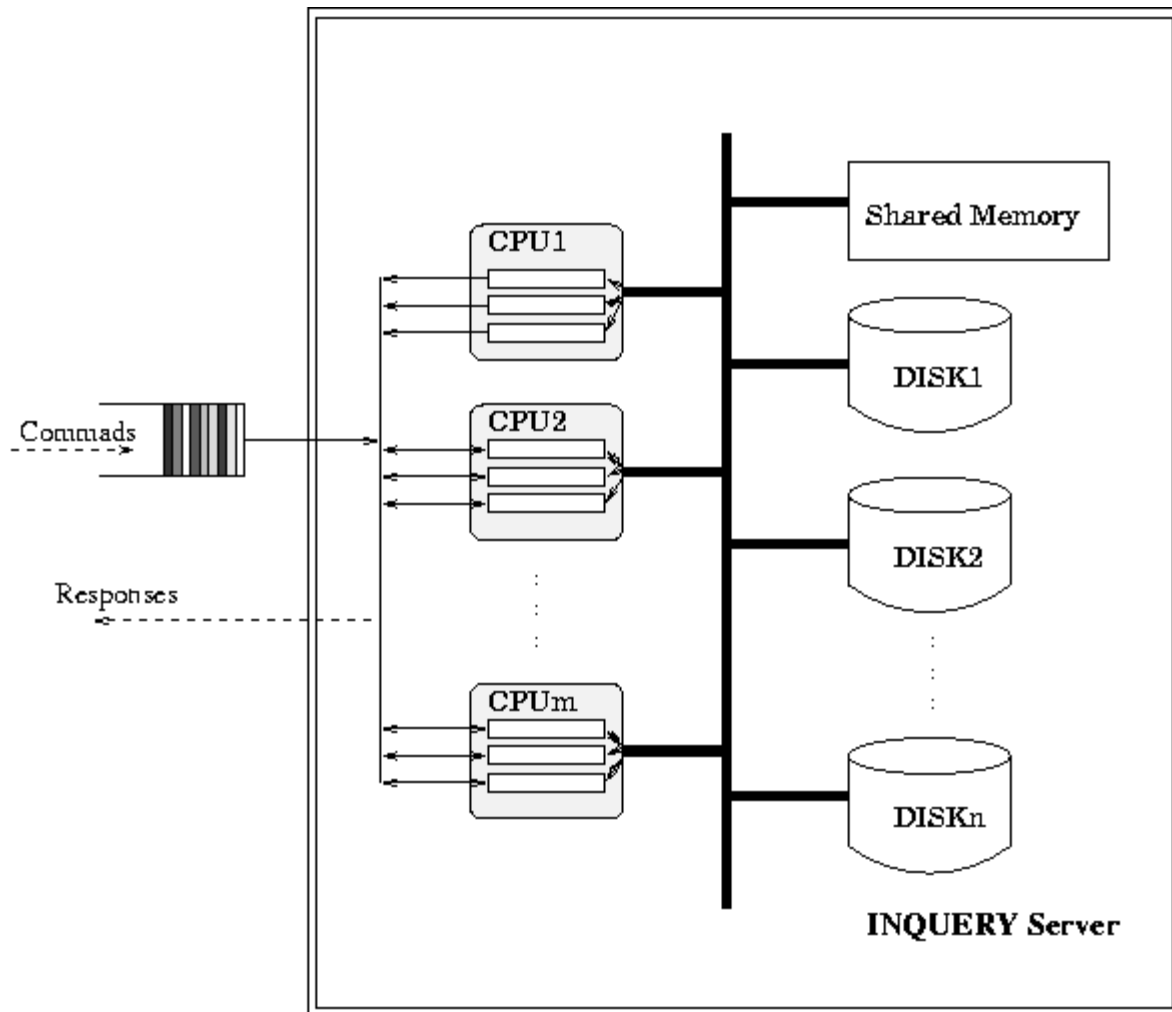 Shared Memory
CPU1
DISK1
CPU2
Commads
DISK2
Responses
CPUm
DISKn
INQUERY Server